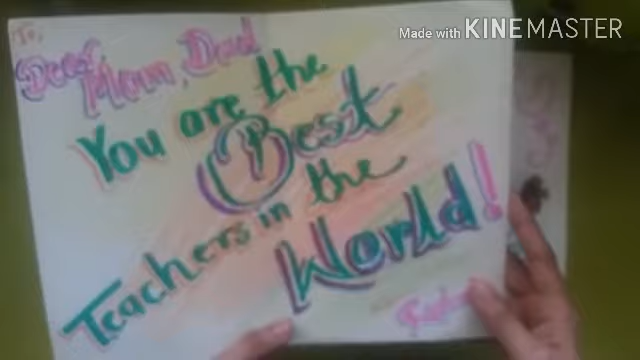 Made with KINEMASTER
To,
Dear
Mom, Dad
You are the
Best
Teachers in the
World!